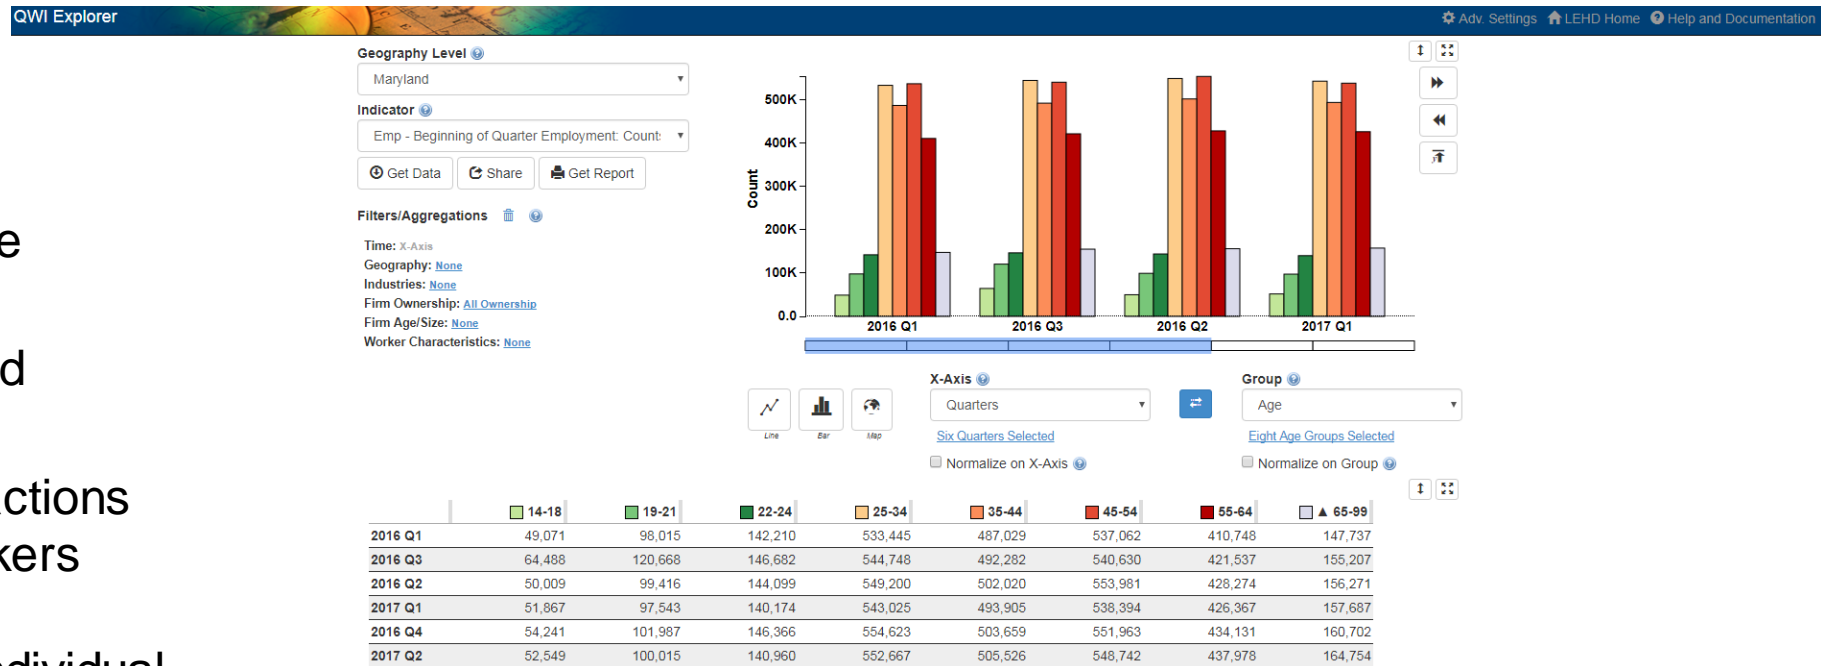 QWI Explorer
Adv. Settings LEHD Home Help and Documentation
e
d
ctions
kers
dividual
Geography Level
Maryland
Indicator
Emp - Beginning of Quarter Employment: Count:
Get Data Share Get Report
Filters/Aggregations
Time: X-Axis
Geography: None
Industries: None
Firm Ownership: All Ownership
Firm Age/Size: None
Worker Characteristics: None
Count
500K
400K
300K
200K
100K
0.0
2016 Q1 2016 Q3 2016 Q2 2017 Q1
Line Bar Map
X-Axis
Quarters
Six Quarters Selected
Normalize on X-Axis
Group
Age
Eight Age Groups Selected
Normalize on Group
14-18 19-21 22-24 25-34 35-44 45-54 55-64 ▲ 65-99
2016 Q1 49,071 98,015 142,210 533,445 487,029 537,062 410,748 147,737
2016 Q3 64,488 120,668 146,682 544,748 492,282 540,630 421,537 155,207
2016 Q2 50,009 99,416 144,099 549,200 502,020 553,981 428,274 156,271
2017 Q1 51,867 97,543 140,174 543,025 493,905 538,394 426,367 157,687
2016 Q4 54,241 101,987 146,366 554,623 503,659 551,963 434,131 160,702
2017 Q2 52,549 100,015 140,960 552,667 505,526 548,742 437,978 164,754